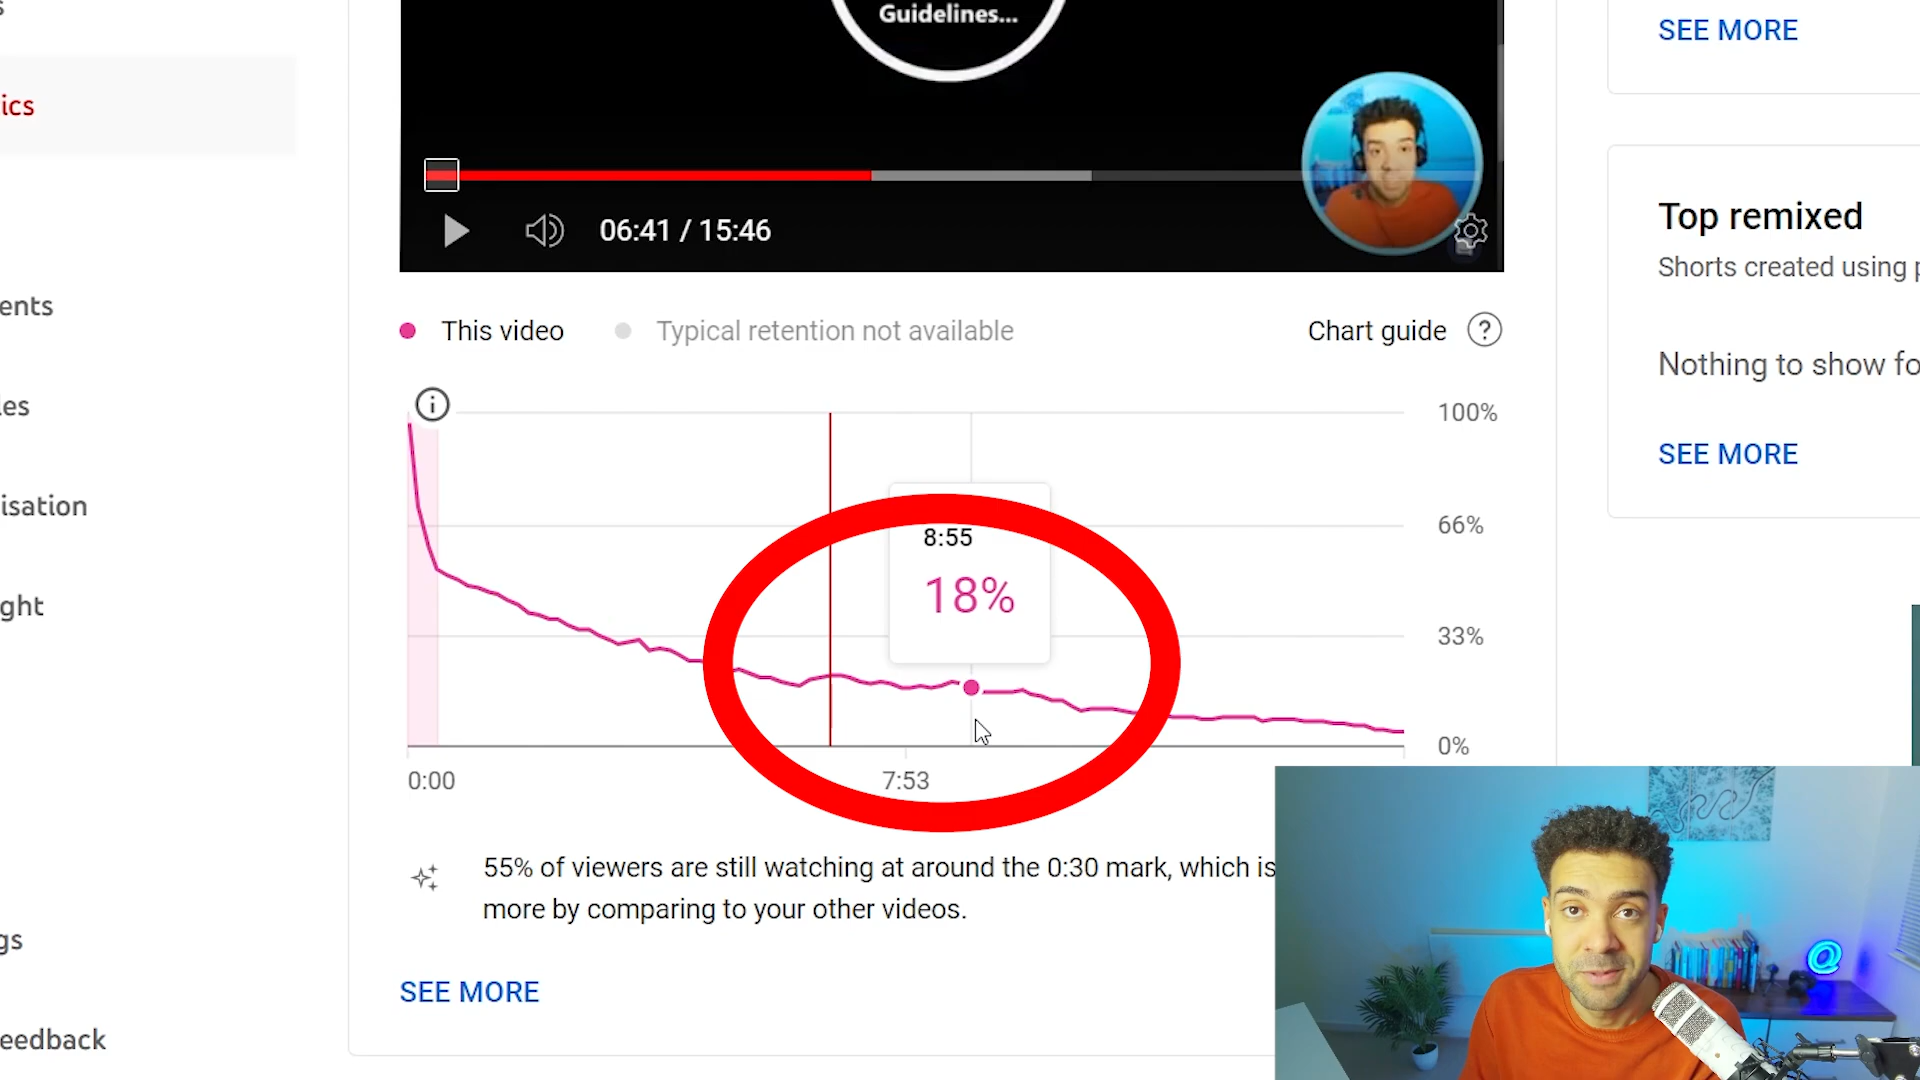 Guidelines...
SEE MORE
ics
06:41 / 15:46
Top remixed
Shorts created using p
ents
This video
Typical retention not available
Chart guide
?
Nothing to show fo
les
i
100%
SEE MORE
isation
66%
8:55
18%
ght
33%
0%
0:00
7:53
55% of viewers are still watching at around the 0:30 mark, which is
more by comparing to your other videos.
gs
@
SEE MORE
eedback